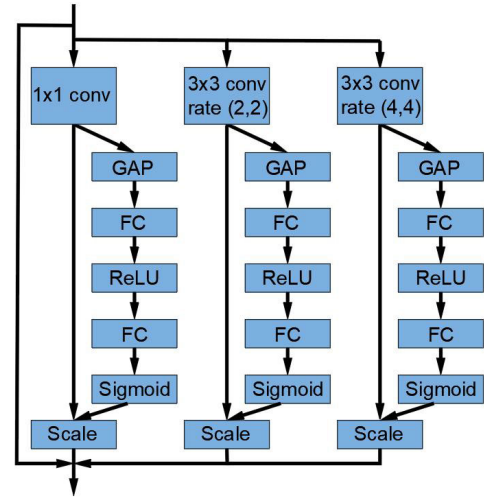 1x1 conv
3x3 conv
rate (2,2)
3x3 conv
rate (4,4)
GAP
GAP
GAP
FC
FC
FC
ReLU
ReLU
ReLU
FC
FC
FC
Sigmoid
Sigmoid
Sigmoid
Scale
Scale
Scale